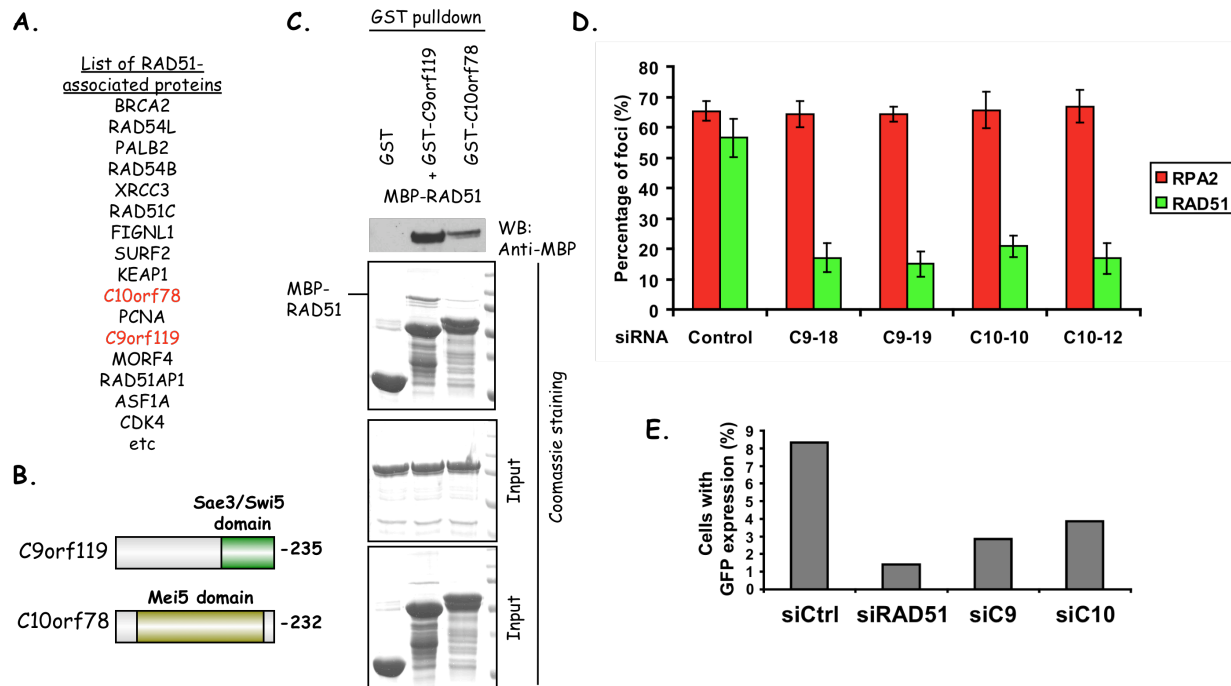 A.
List of RAD51-
associated proteins
BRCA2
RAD54L
PALB2
RAD54B
XRCC3
RAD51C
FIGNL1
SURF2
KEAP1
C10orf78
PCNA
C9orf119
MORF4
RAD51AP1
ASF1A
CDK4
etc
B.
Sae3/Swi5
domain
C9orf119
-235
Mei5 domain
C10orf78
-232
C.
GST pulldown
GST
+ GST-C9orf119
GST-C10orf78
MBP-RAD51
WB:
Anti-MBP
MBP-
RAD51
Input
Input
Coomassie staining
D.
Percentage of foci (%)
80
70
60
50
40
30
20
10
0
siRNA Control C9-18 C9-19 C10-10 C10-12
RPA2
RAD51
E.
Cells with
GFP expression (%)
9
8
7
6
5
4
3
2
1
0
siCtrl siRAD51 siC9 siC10